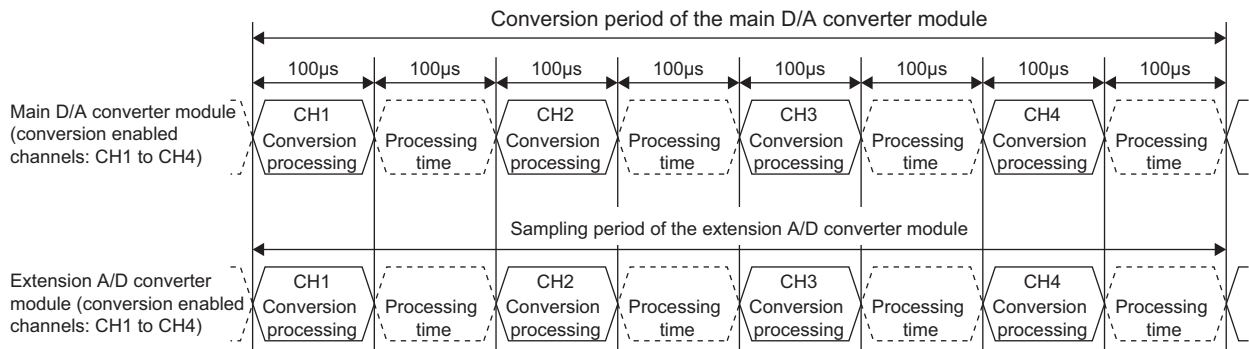 Conversion period of the main D/A converter module
100μs 100μs 100μs 100μs 100μs 100μs 100μs 100μs
Main D/A converter module
(conversion enabled
channels: CH1 to CH4)
CH1
Conversion
processing
Processing
time
CH2
Conversion
processing
Processing
time
CH3
Conversion
processing
Processing
time
CH4
Conversion
processing
Processing
time
Sampling period of the extension A/D converter module
Extension A/D converter
module (conversion enabled
channels: CH1 to CH4)
CH1
Conversion
processing
Processing
time
CH2
Conversion
processing
Processing
time
CH3
Conversion
processing
Processing
time
CH4
Conversion
processing
Processing
time